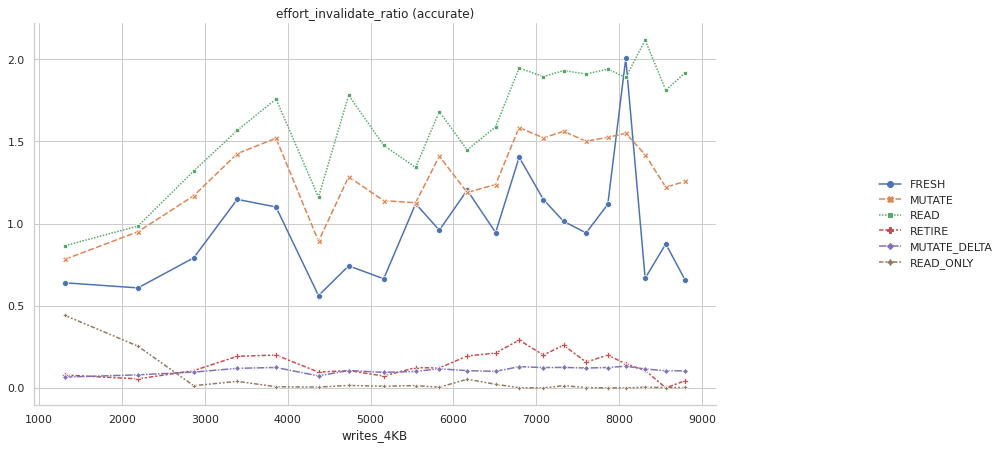 effort_invalidate_ratio (accurate)
2.0
1.5
1.0
0.5
0.0
1000 2000 3000 4000 5000 6000 7000 8000 9000
writes_4KB
FRESH
MUTATE
READ
RETIRE
MUTATE_DELTA
READ_ONLY